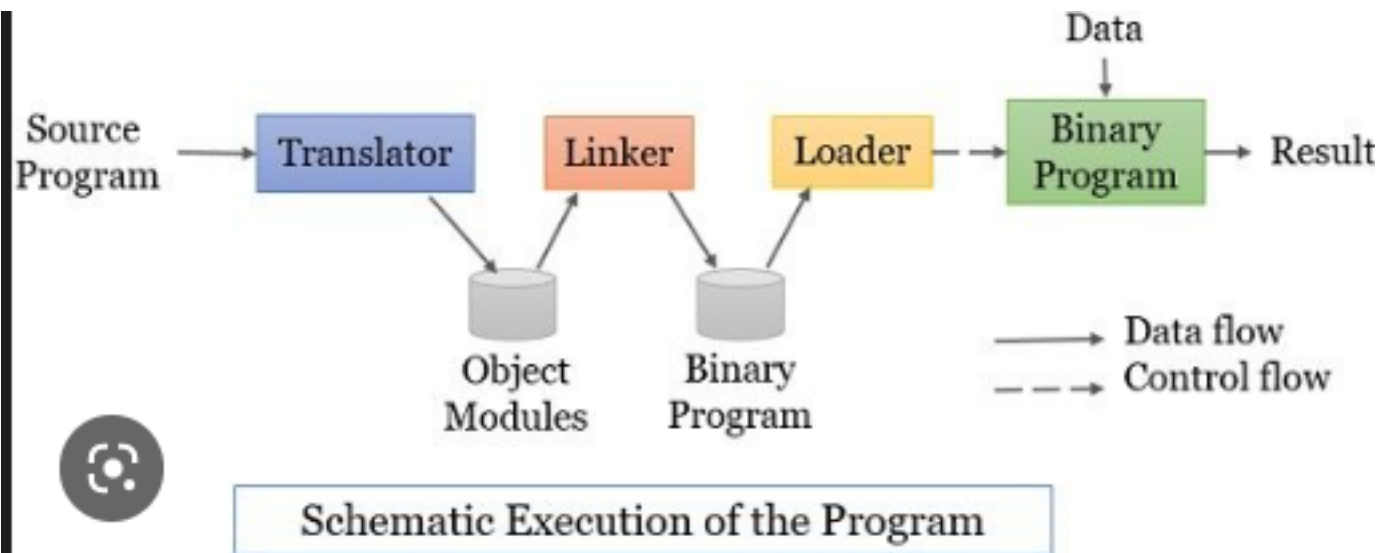 Data
Source
Program
Translator
Linker
Loader
Binary
Program
Result
Object
Modules
Binary
Program
Data flow
Control flow
Schematic Execution of the Program